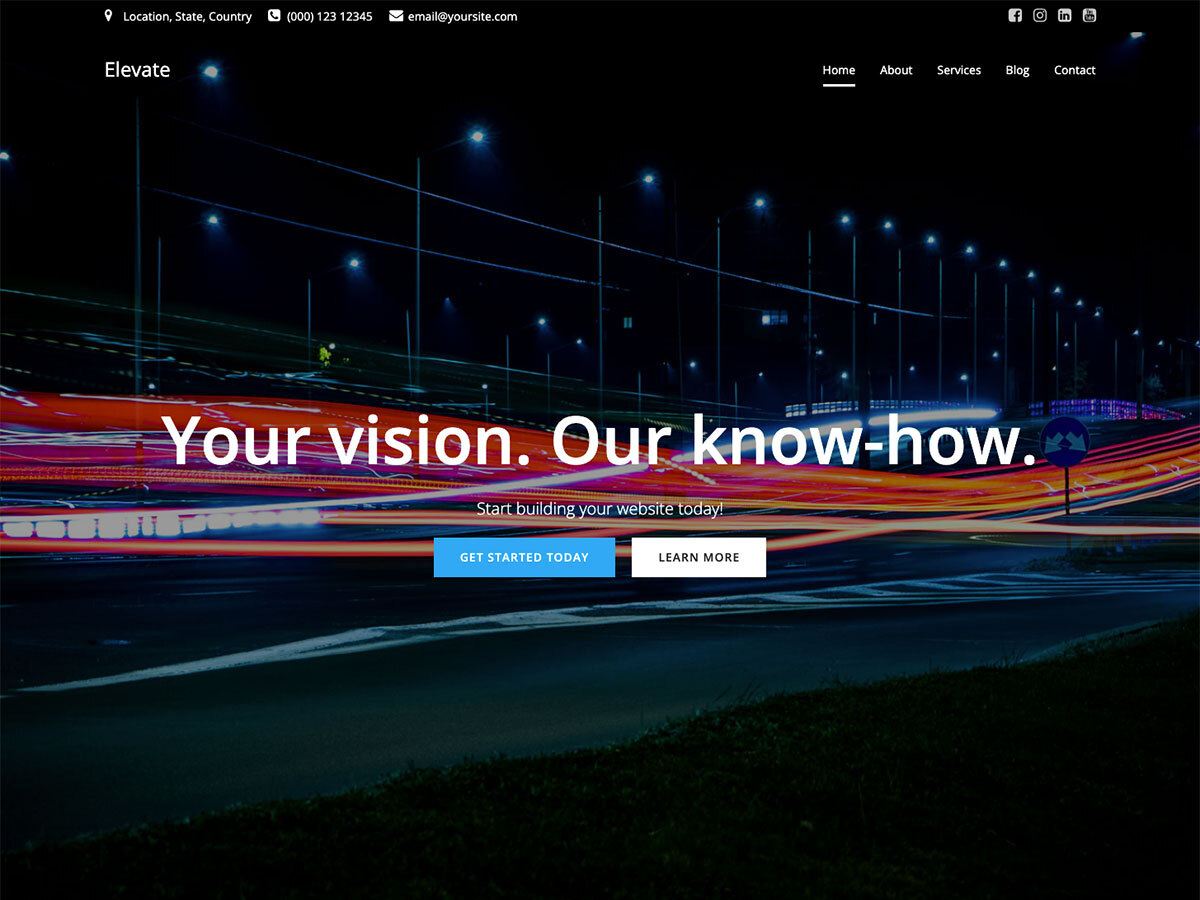 Location, State, Country (000) 123 12345 email@yoursite.com
Elevate Home About Services Blog Contact
Your vision. Our know-how.
Start building your website today!
GET STARTED TODAY LEARN MORE